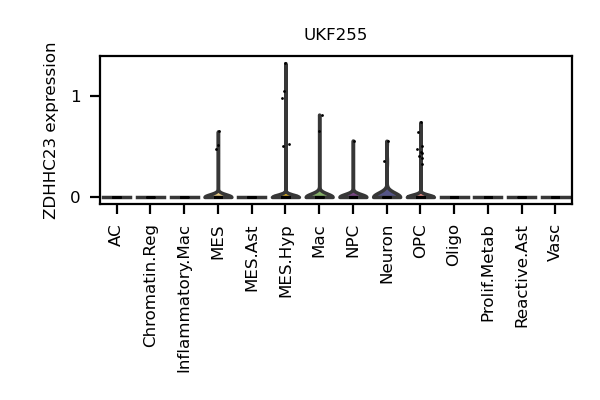 UKF255
ZDHHC23 expression
1
0
AC
Chromatin.Reg
Inflammatory.Mac
MES
MES.Ast
MES.Hyp
Mac
NPC
Neuron
OPC
Oligo
Prolif.Metab
Reactive.Ast
Vasc